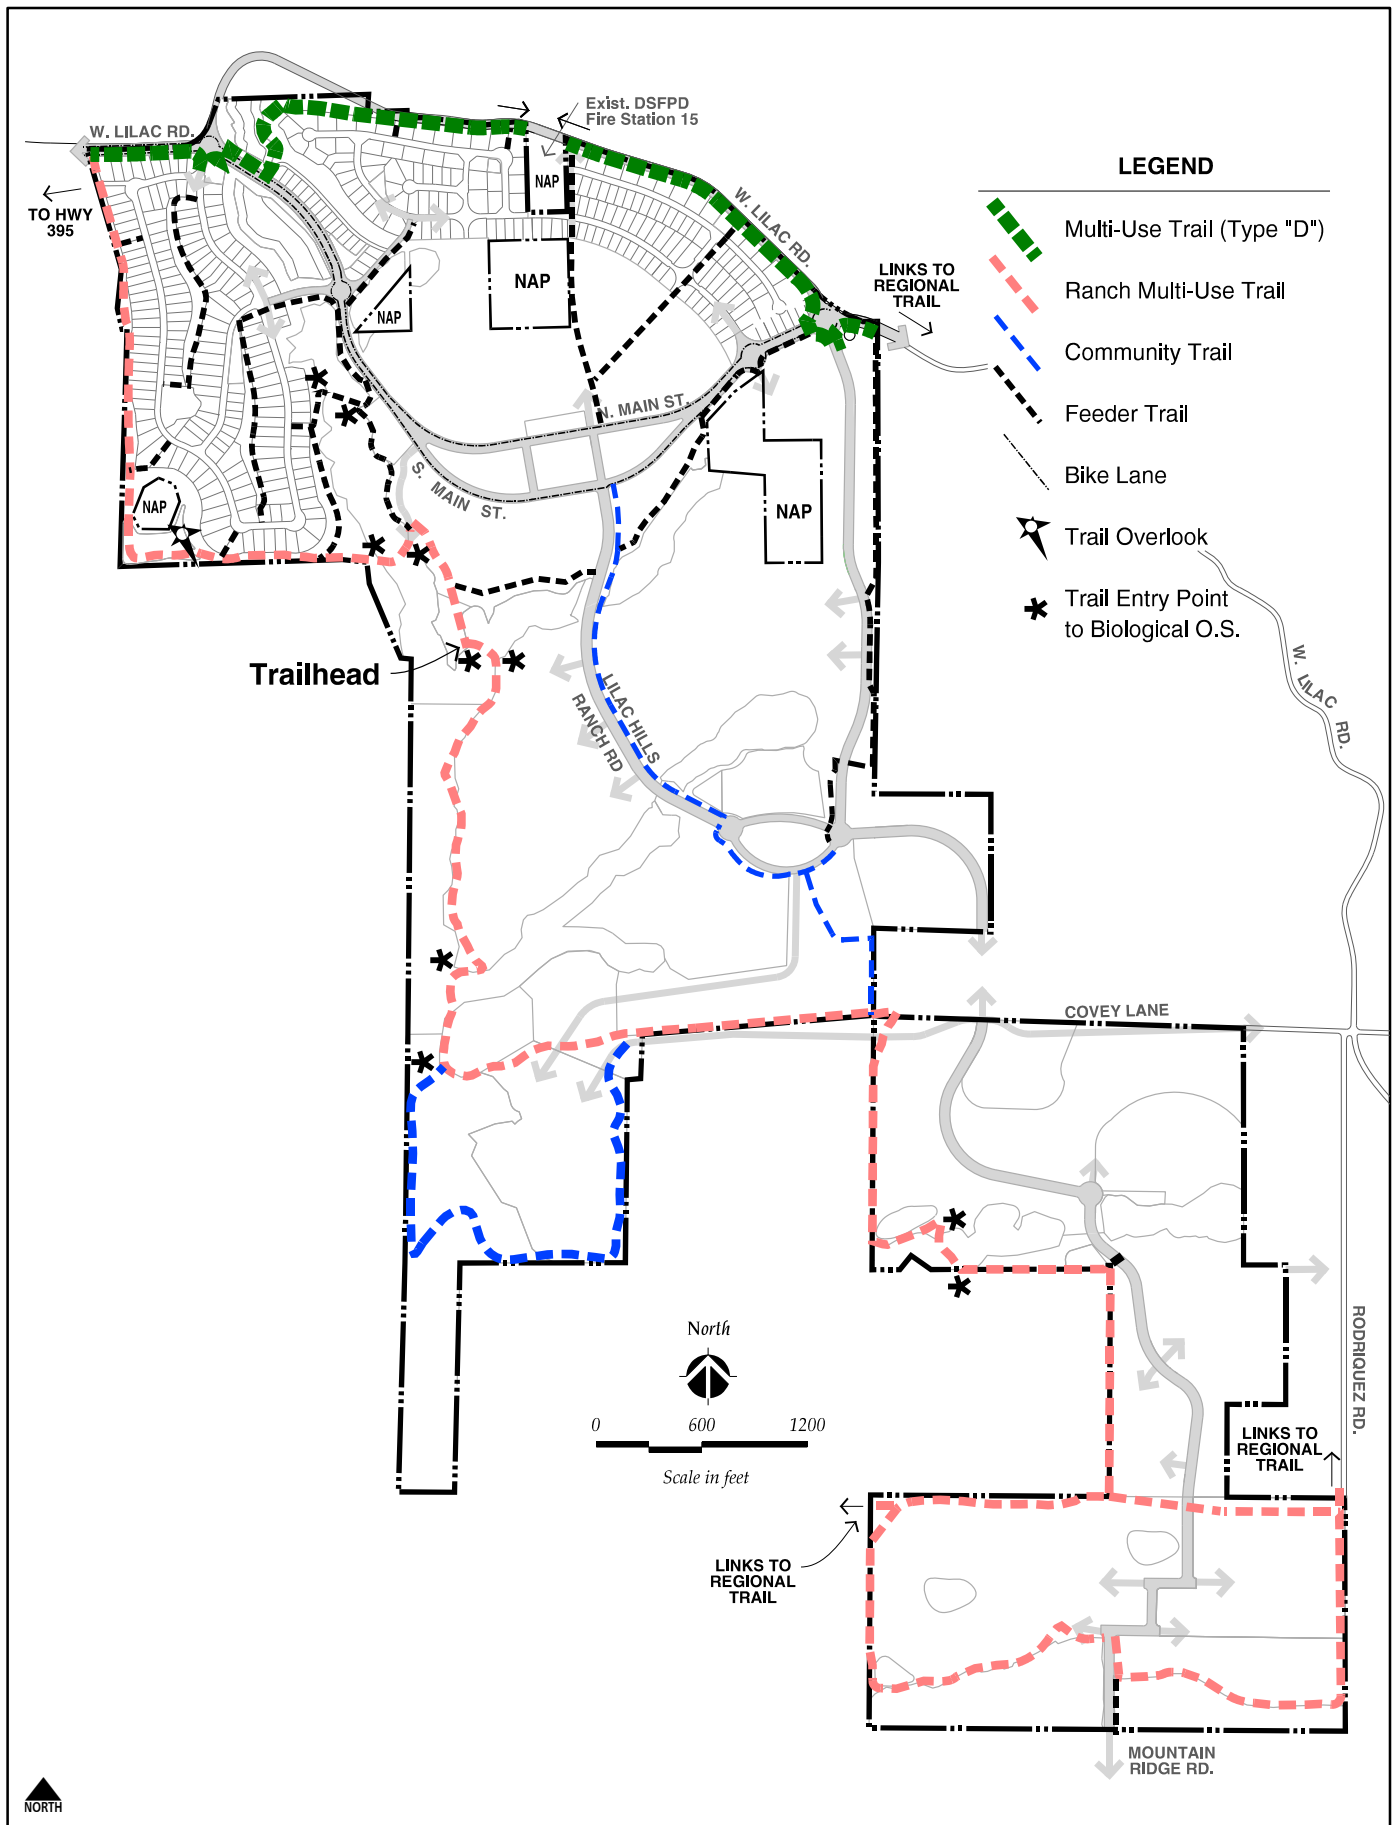 Exist. DSFPD
Fire Station 15
W. LILAC RD.
TO HWY
395
NAP
NAP
NAP
W. LILAC RD.
LINKS TO
REGIONAL
TRAIL
LEGEND
Multi-Use Trail (Type "D")
Ranch Multi-Use Trail
Community Trail
Feeder Trail
Bike Lane
Trail Overlook
Trail Entry Point
to Biological O.S.
N. MAIN ST.
S. MAIN ST.
NAP
NAP
Trailhead
LILAC HILLS
RANCH RD
W. LILAC RD.
COVEY LANE
North
0 600 1200
Scale in feet
RODRIQUEZ RD.
LINKS TO
REGIONAL
TRAIL
LINKS TO
REGIONAL
TRAIL
MOUNTAIN
RIDGE RD.
NORTH